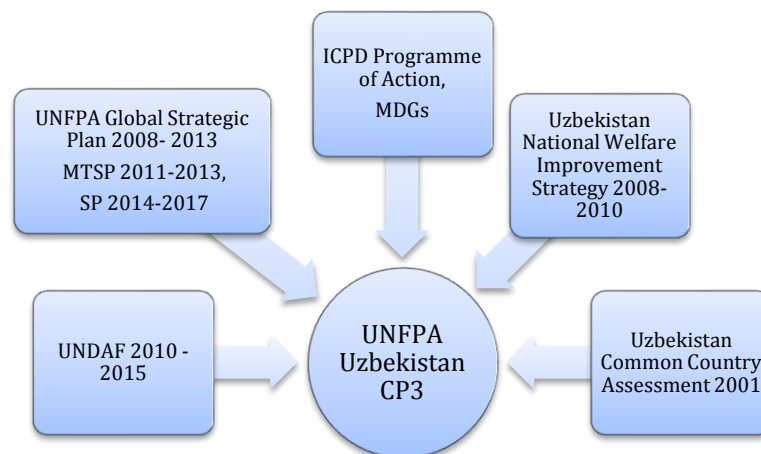 ICPD Programme
of Action,
MDGs
UNFPA Global Strategic
Plan 2008- 2013
MTSP 2011-2013,
SP 2014-2017
Uzbekistan
National Welfare
Improvement
Strategy 2008-
2010
UNDAF 2010 -
2015
UNFPA
Uzbekistan
CP3
Uzbekistan
Common Country
Assessment 2001